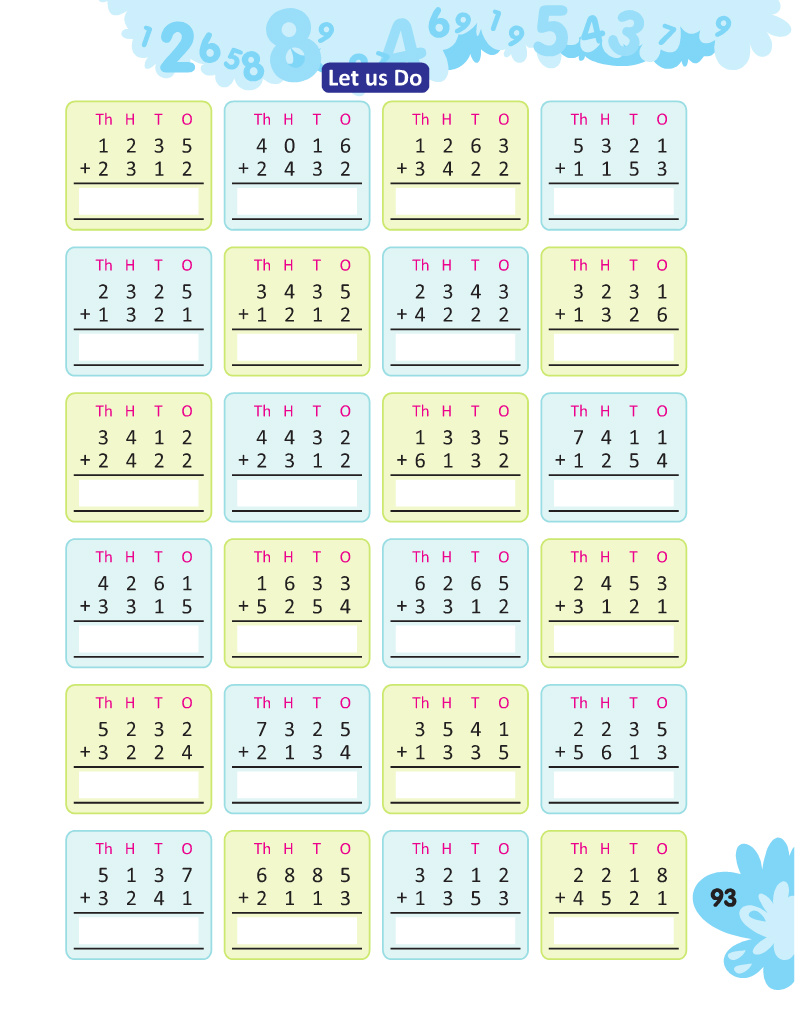 1 2 6 5 8 8 9 9 7 4 6 9 1 9 5 4 3 7 9
Let us Do
Th H T O Th H T O Th H T O Th H T O
1 2 3 5 4 0 1 6 1 2 6 3 5 3 2 1
+ 2 3 1 2 + 2 4 3 2 + 3 4 2 2 + 1 1 5 3
Th H T O Th H T O Th H T O Th H T O
2 3 2 5 3 4 3 5 2 3 4 3 3 2 3 1
+ 1 3 2 1 + 1 2 1 2 + 4 2 2 2 + 1 3 2 6
Th H T O Th H T O Th H T O Th H T O
3 4 1 2 4 4 3 2 1 3 3 5 7 4 1 1
+ 2 4 2 2 + 2 3 1 2 + 6 1 3 2 + 1 2 5 4
Th H T O Th H T O Th H T O Th H T O
4 2 6 1 1 6 3 3 6 2 6 5 2 4 5 3
+ 3 3 1 5 + 5 2 5 4 + 3 3 1 2 + 3 1 2 1
Th H T O Th H T O Th H T O Th H T O
5 2 3 2 7 3 2 5 3 5 4 1 2 2 3 5
+ 3 2 2 4 + 2 1 3 4 + 1 3 3 5 + 5 6 1 3
Th H T O Th H T O Th H T O Th H T O
5 1 3 7 6 8 8 5 3 2 1 2 2 2 1 8
+ 3 2 4 1 + 2 1 1 3 + 1 3 5 3 + 4 5 2 1
93